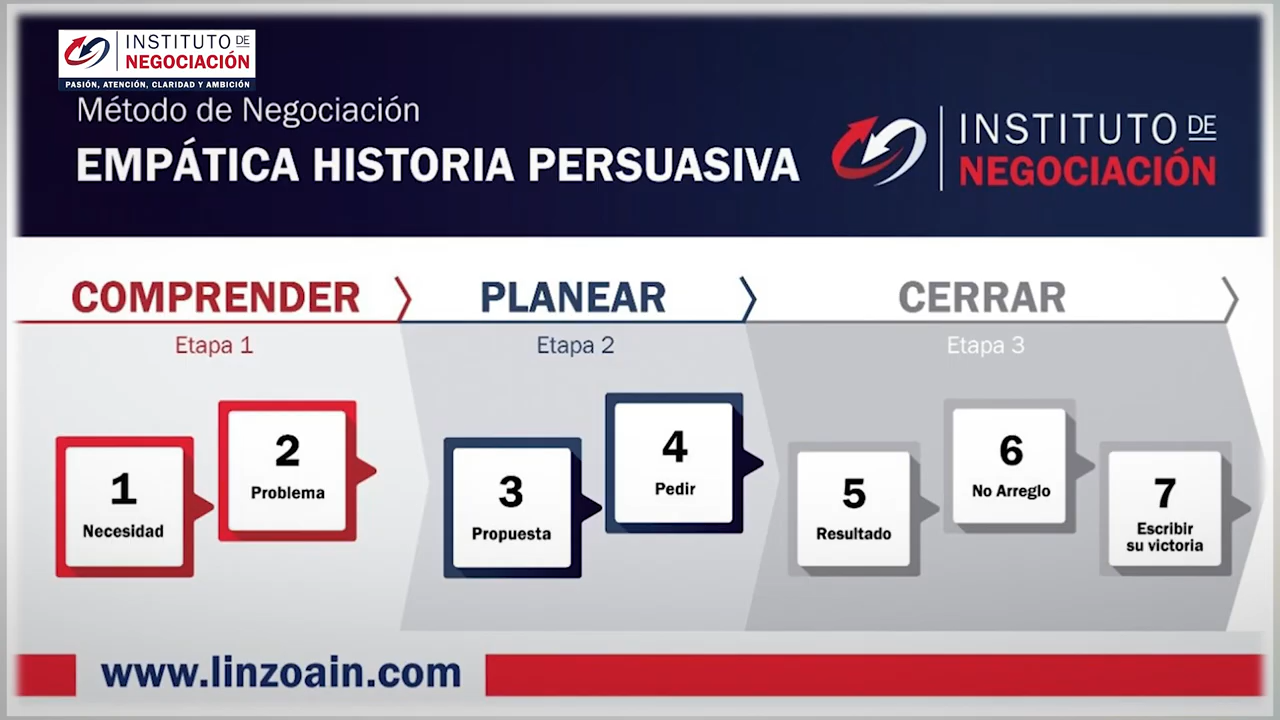 INSTITUTO DE
NEGOCIACIÓN
PASIÓN, ATENCIÓN, CLARIDAD Y AMBICIÓN
Método de Negociación
EMPÁTICA HISTORIA PERSUASIVA
INSTITUTO DE
NEGOCIACIÓN
COMPRENDER
PLANEAR
CERRAR
Etapa 1
Etapa 2
Etapa 3
1
Necesidad
2
Problema
3
Propuesta
4
Pedir
5
Resultado
6
No Arreglo
7
Escribir
su victoria
www.linzoain.com